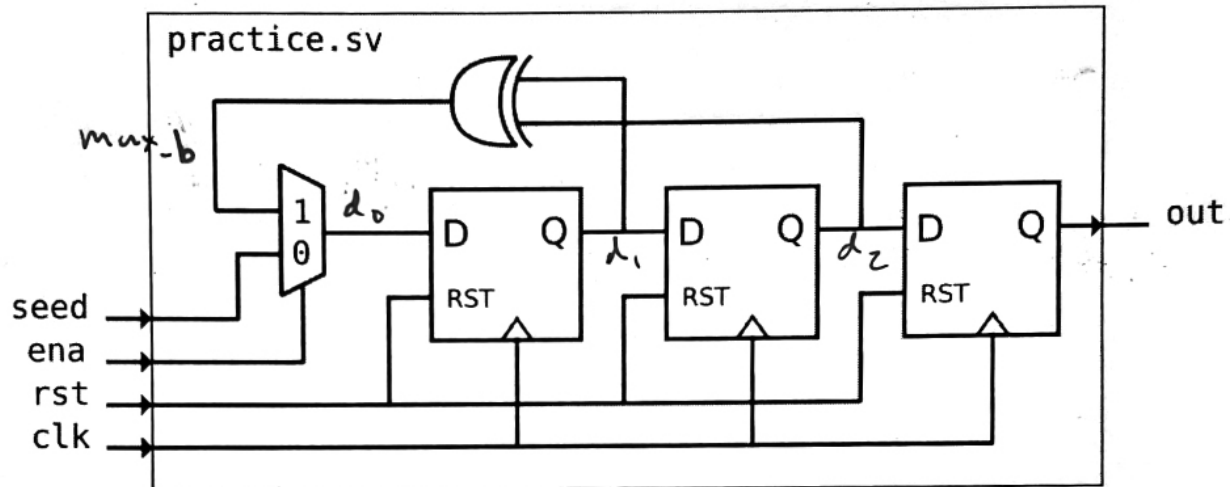 practice.sv
mux_b
1
0
d₀
D
Q
RST
d₁
D
Q
RST
d₂
D
Q
RST
out
seed
ena
rst
clk